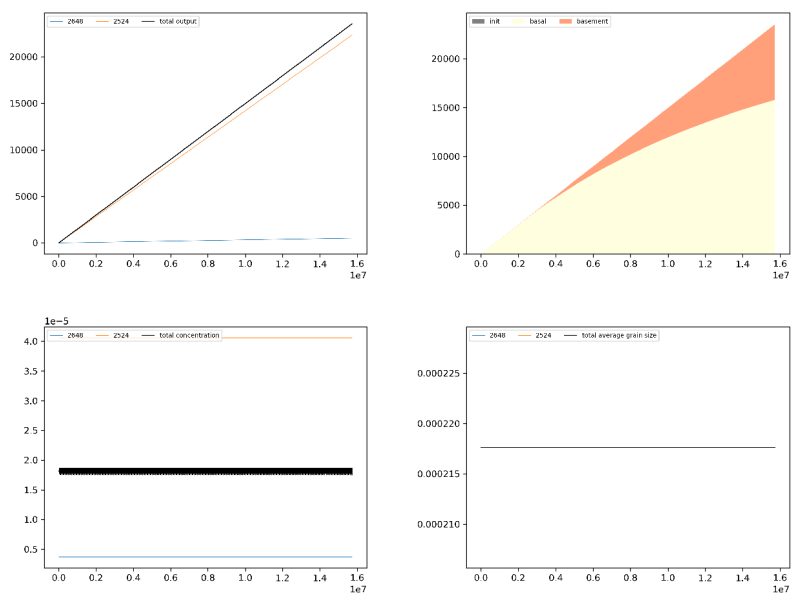 2648 2524 total output
20000
15000
10000
5000
0
0.0 0.2 0.4 0.6 0.8 1.0 1.2 1.4 1.6
1e7
init basal basement
20000
15000
10000
5000
0
0.0 0.2 0.4 0.6 0.8 1.0 1.2 1.4 1.6
1e7
1e−5
2648 2524 total concentration
4.0
3.5
3.0
2.5
2.0
1.5
1.0
0.5
0.0 0.2 0.4 0.6 0.8 1.0 1.2 1.4 1.6
1e7
2648 2524 total average grain size
0.000225
0.000220
0.000215
0.000210
0.0 0.2 0.4 0.6 0.8 1.0 1.2 1.4 1.6
1e7